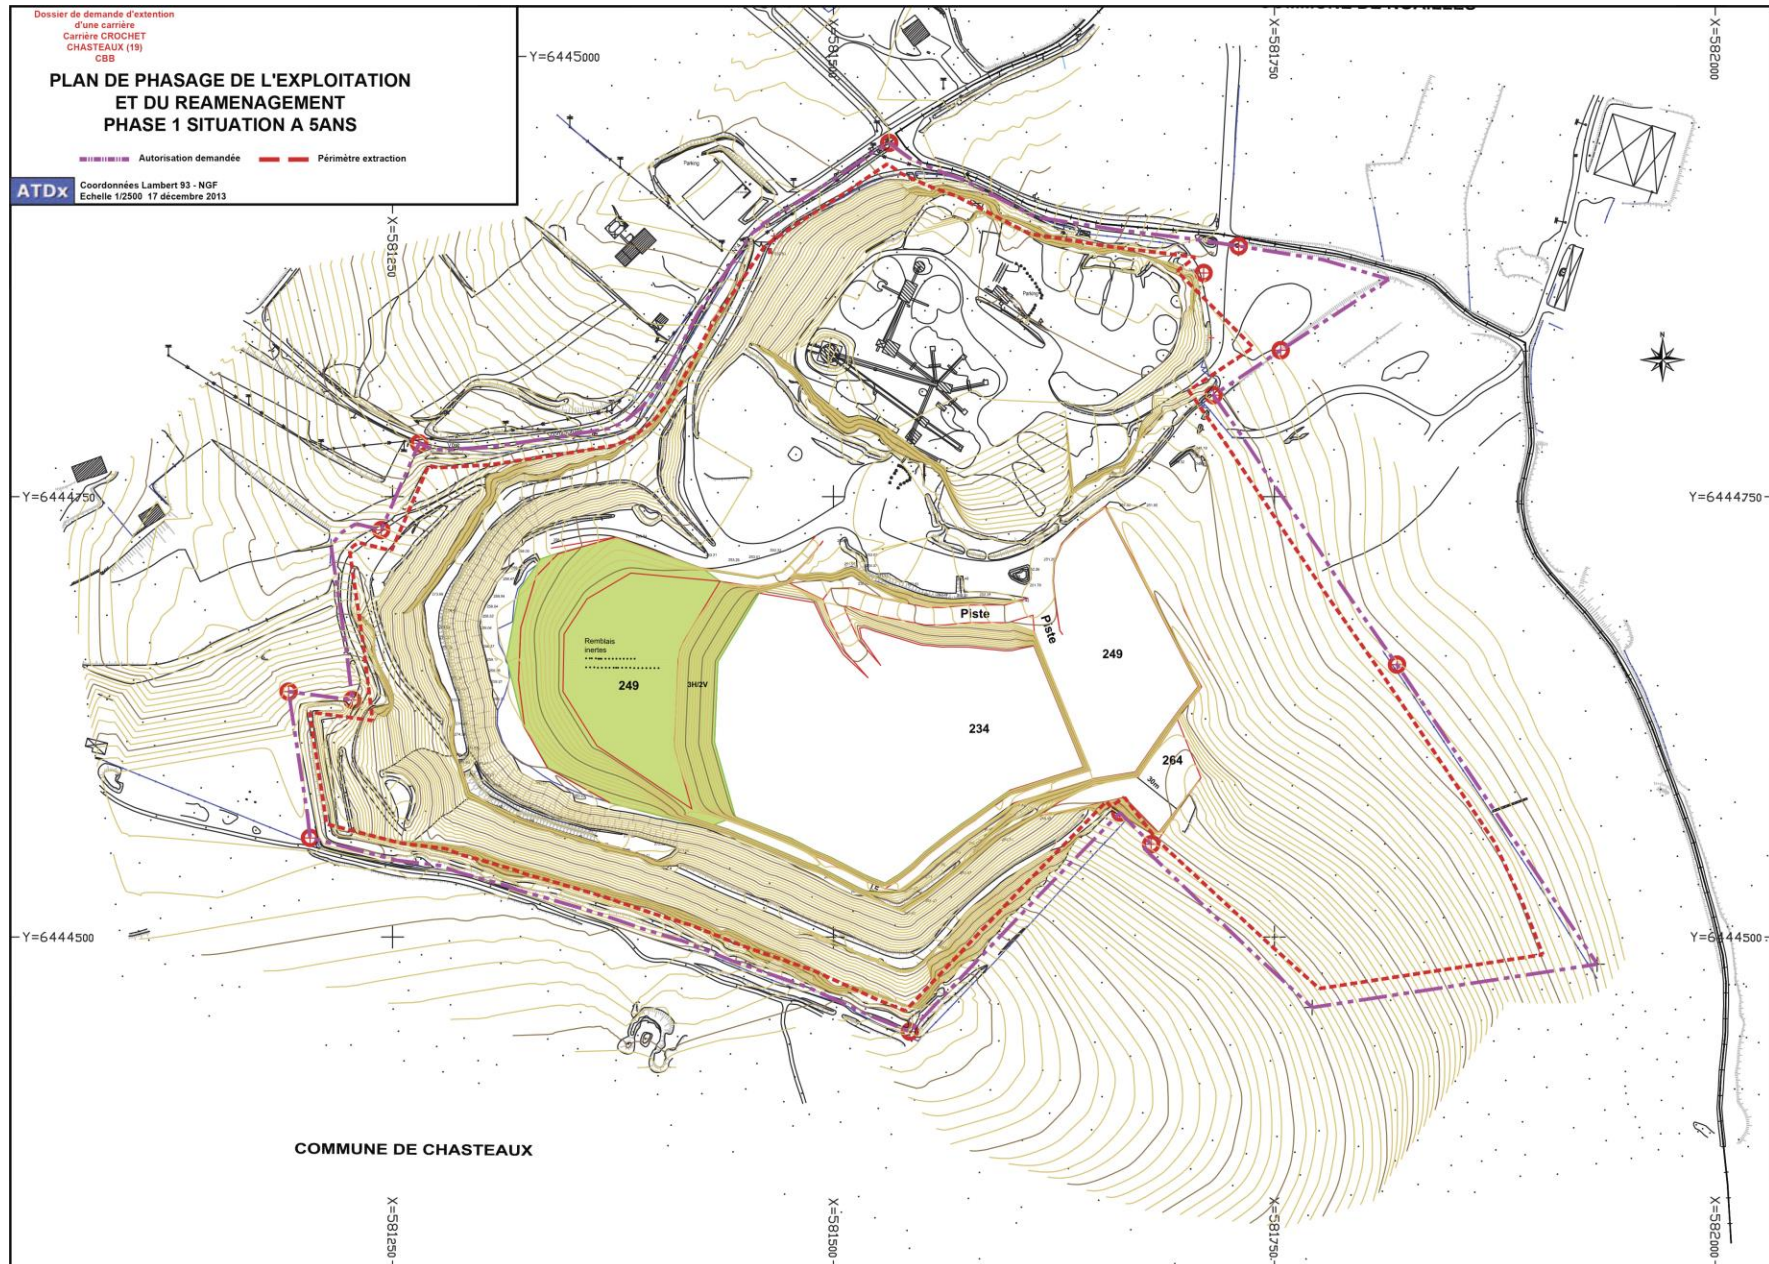 Dossier de demande d'extention
d'une carrière
Carrière CROCHET
CHASTEAUX (19)
CBB
PLAN DE PHASAGE DE L'EXPLOITATION
ET DU REAMENAGEMENT
PHASE 1 SITUATION A 5ANS
Autorisation demandée
Périmètre extraction
ATDx
Coordonnées Lambert 93 - NGF
Echelle 1/2500 17 décembre 2013
Y=6445000
X=581500
X=581750
X=582000
X=581250
Parking
Parking
N
Y=6444750
Y=6444750
Remblais
inertes
249
3H/2V
Piste
Piste
249
234
264
30m
Y=6444500
Y=6444500
COMMUNE DE CHASTEAUX
X=581250
X=581500
X=581750
X=582000